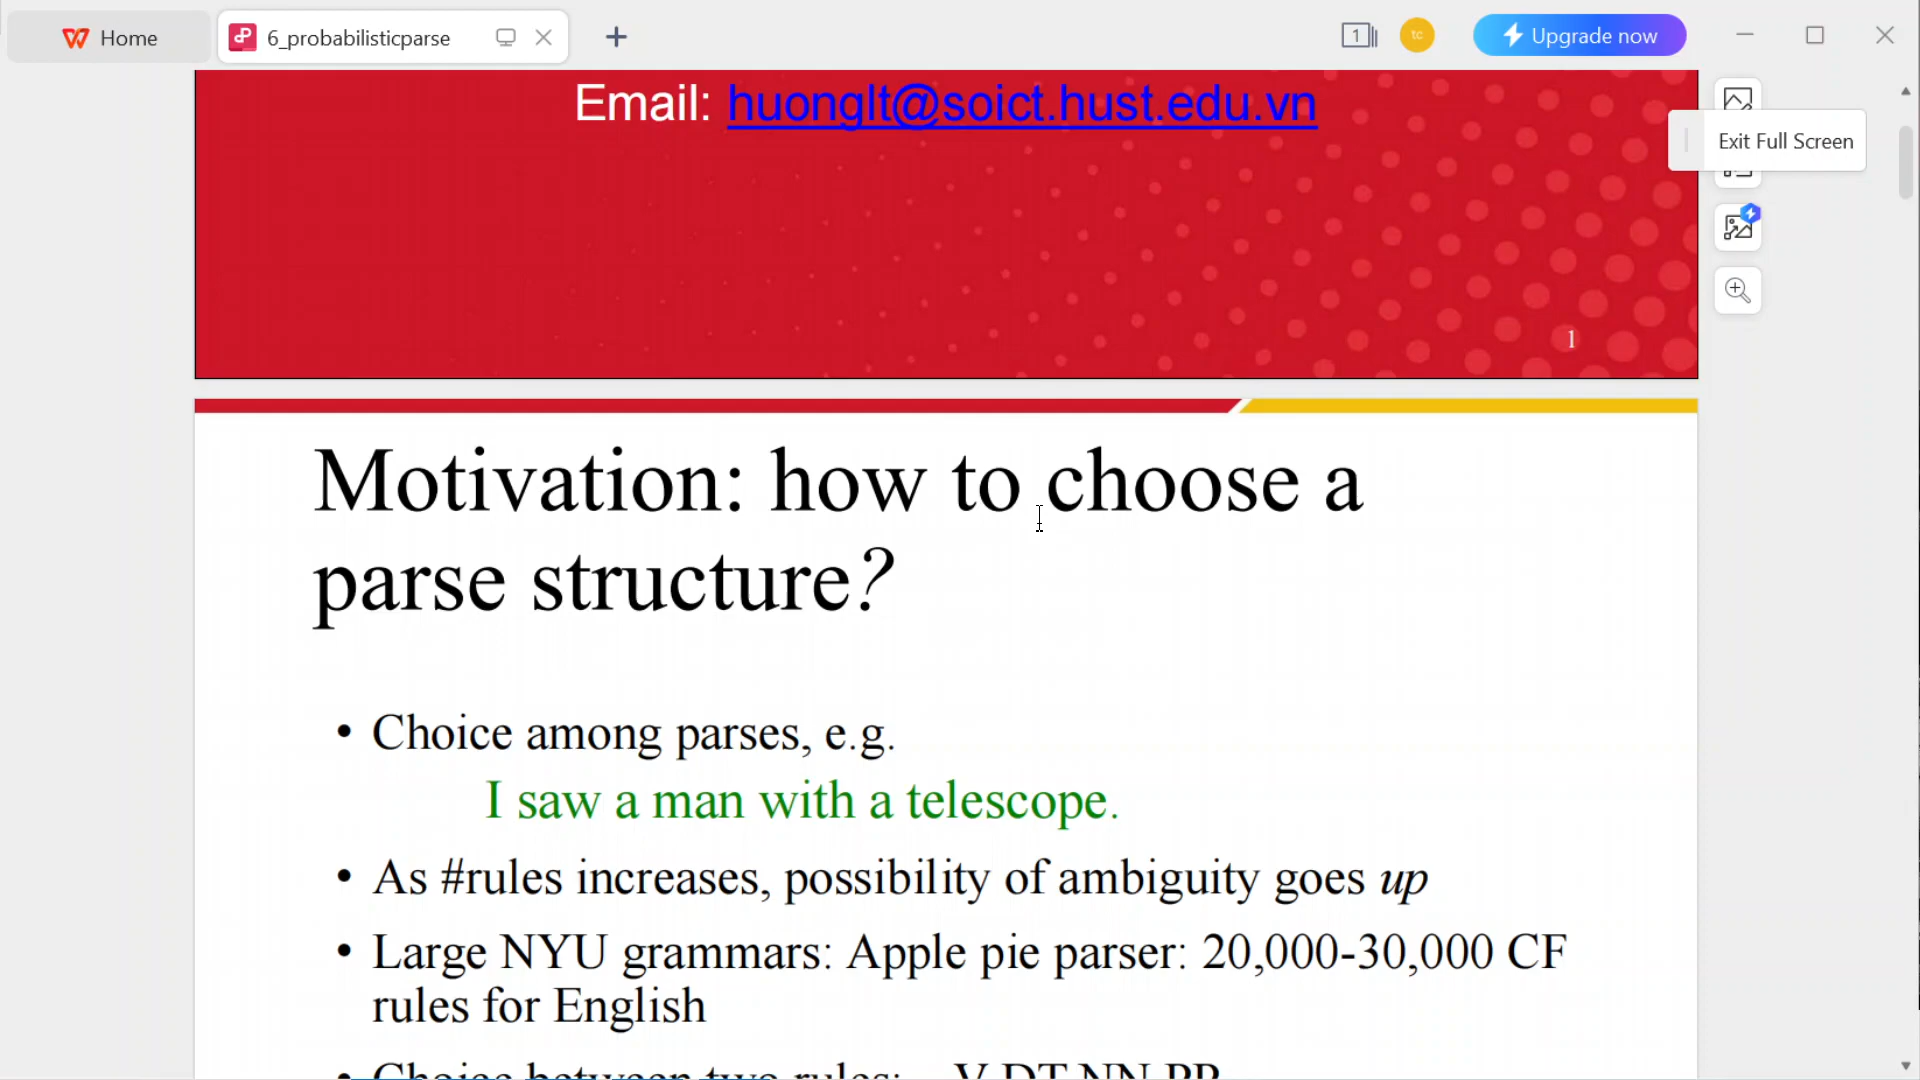 Home
6_probabilisticparse
1
tc
Upgrade now
Email: huonglt@soict.hust.edu.vn
Exit Full Screen
1
Motivation: how to choose a
parse structure?
• Choice among parses, e.g.
I saw a man with a telescope.
• As #rules increases, possibility of ambiguity goes up
• Large NYU grammars: Apple pie parser: 20,000-30,000 CF
rules for English
• Choice between two rules: V DT NN PP